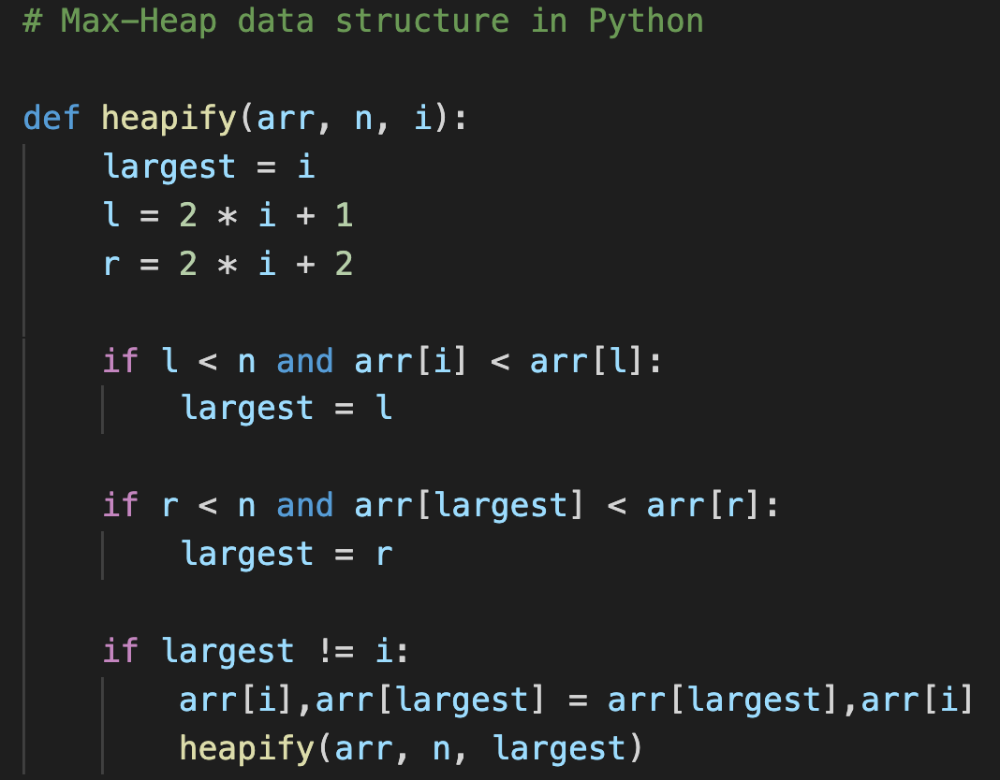 # Max-Heap data structure in Python
def heapify(arr, n, i):
    largest = i
    l = 2 * i + 1
    r = 2 * i + 2
    if l < n and arr[i] < arr[l]:
        largest = l
    if r < n and arr[largest] < arr[r]:
        largest = r
    if largest != i:
        arr[i],arr[largest] = arr[largest],arr[i]
        heapify(arr, n, largest)